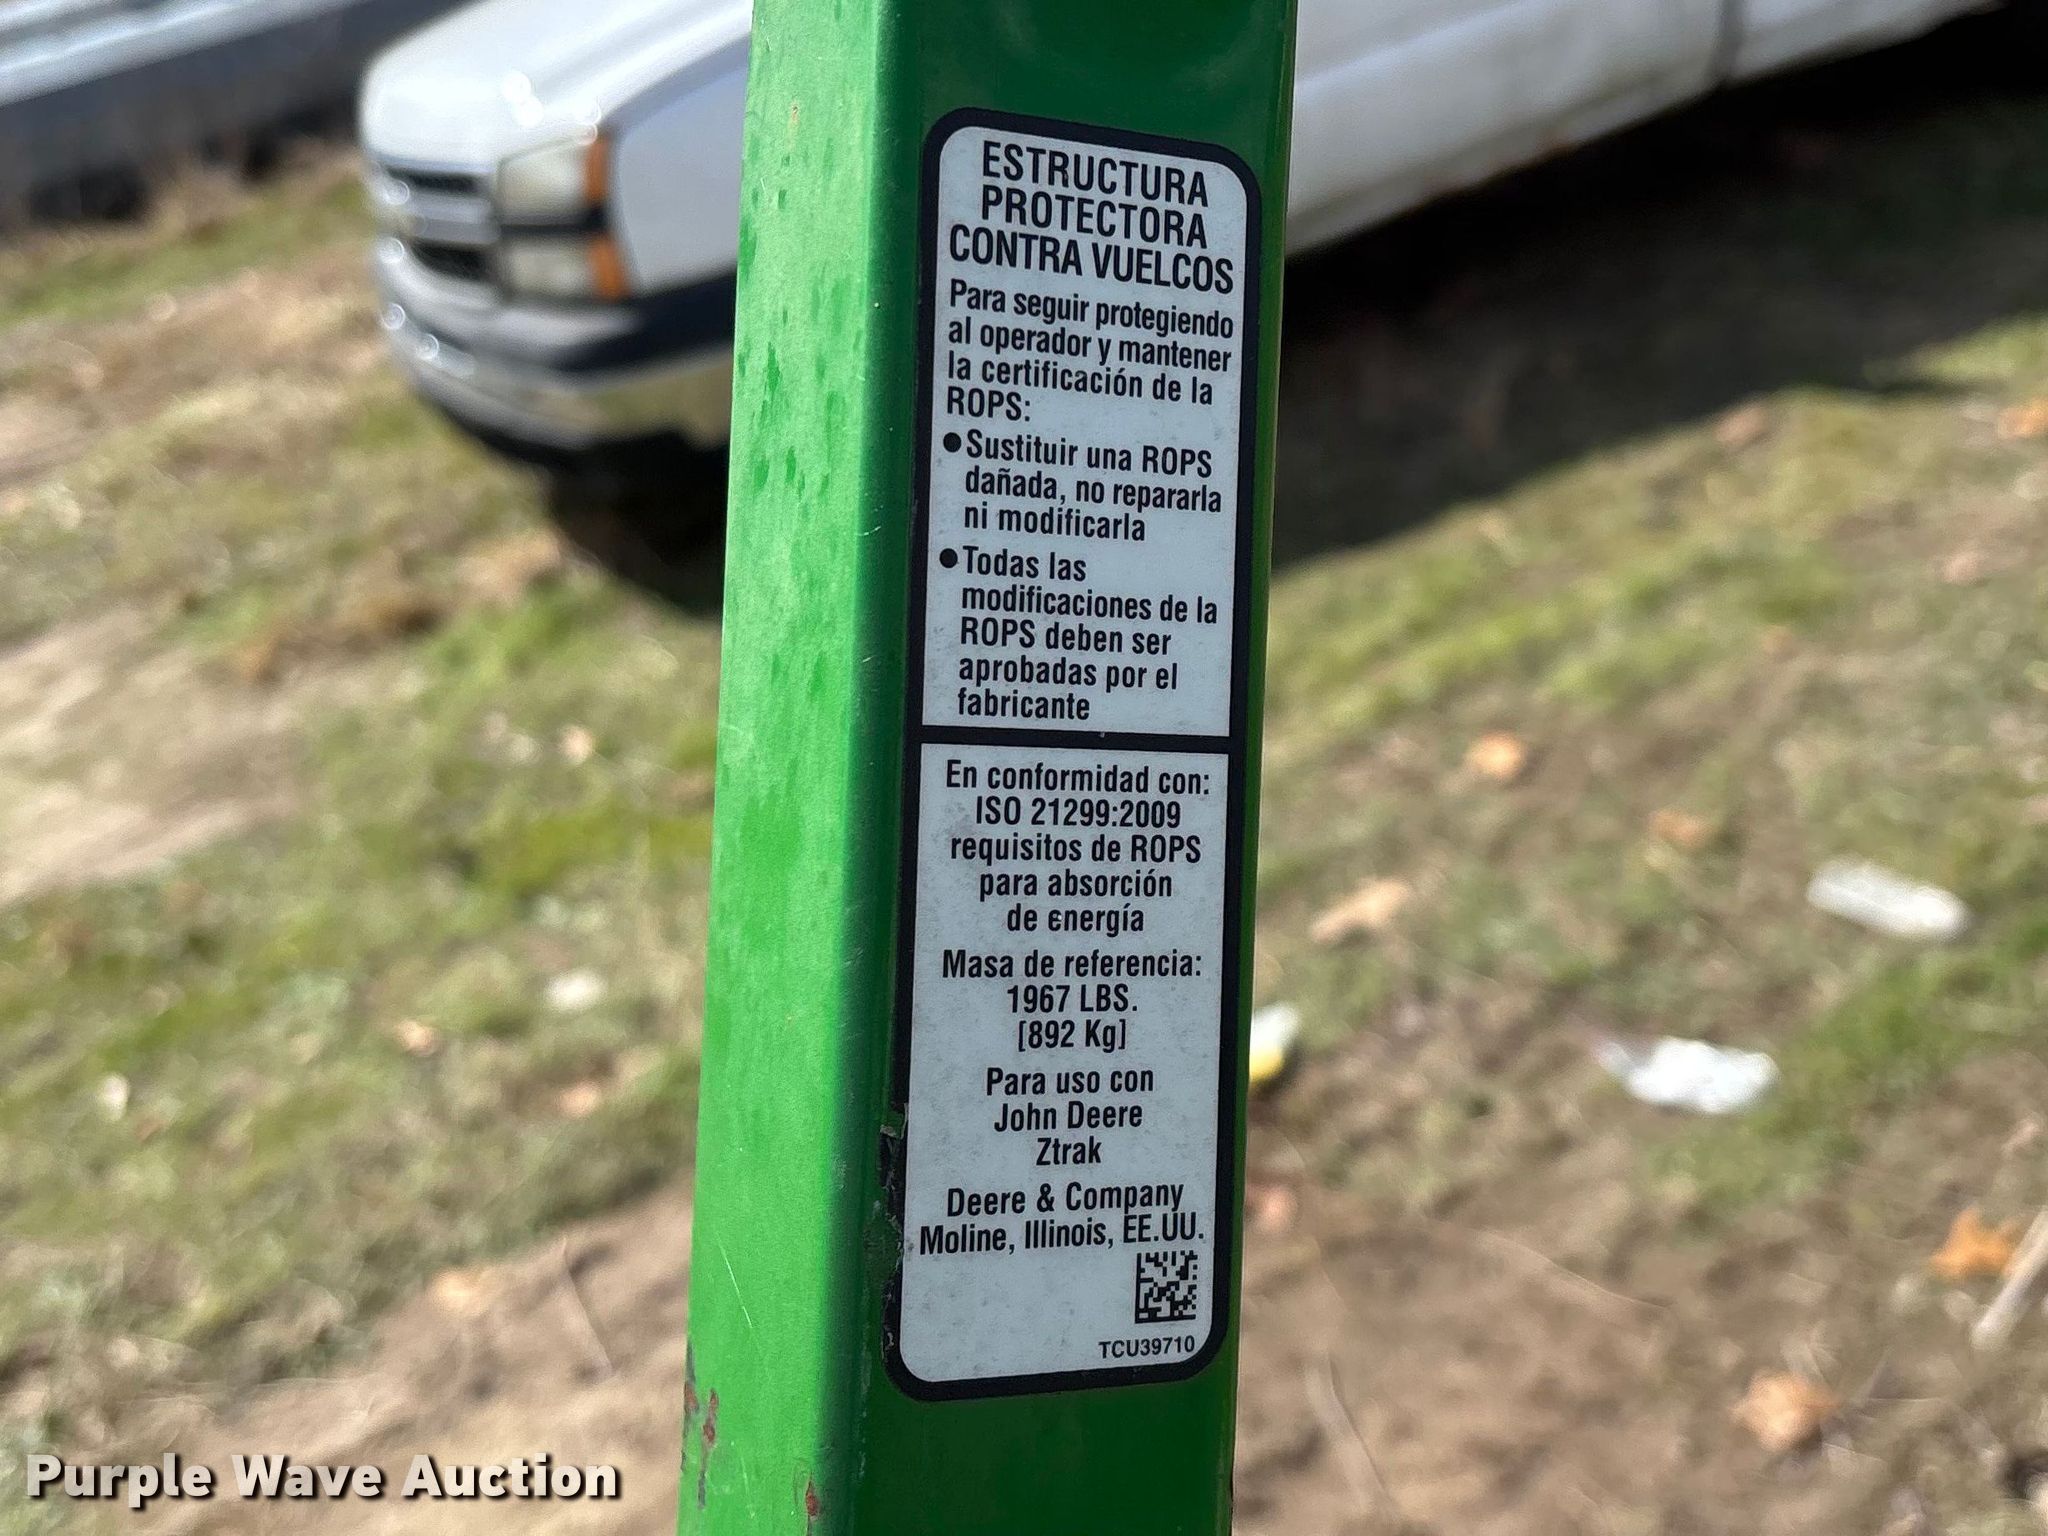 ESTRUCTURA
PROTECTORA
CONTRA VUELCOS
Para seguir protegiendo
al operador y mantener
la certificación de la
ROPS:
●Sustituir una ROPS
dañada, no repararla
ni modificarla
●Todas las
modificaciones de la
ROPS deben ser
aprobadas por el
fabricante
En conformidad con:
ISO 21299:2009
requisitos de ROPS
para absorción
de energía
Masa de referencia:
1967 LBS.
[892 Kg]
Para uso con
John Deere
Ztrak
Deere & Company
Moline, Illinois, EE.UU.
TCU39710
Purple Wave Auction